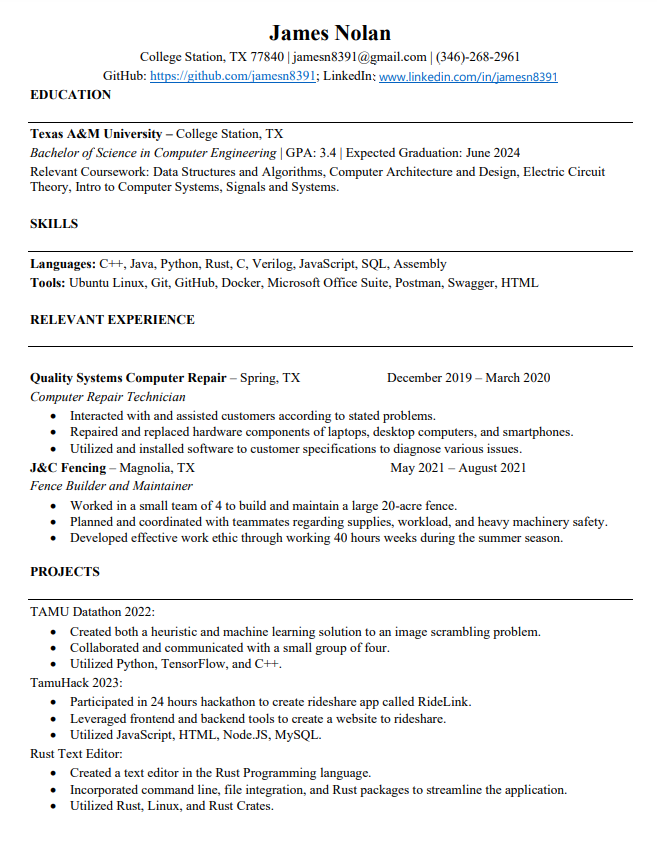 James Nolan
College Station, TX 77840 | jamesn8391@gmail.com | (346)-268-2961
GitHub: https://github.com/jamesn8391; LinkedIn: www.linkedin.com/in/jamesn8391
EDUCATION
Texas A&M University – College Station, TX
Bachelor of Science in Computer Engineering | GPA: 3.4 | Expected Graduation: June 2024
Relevant Coursework: Data Structures and Algorithms, Computer Architecture and Design, Electric Circuit
Theory, Intro to Computer Systems, Signals and Systems.
SKILLS
Languages: C++, Java, Python, Rust, C, Verilog, JavaScript, SQL, Assembly
Tools: Ubuntu Linux, Git, GitHub, Docker, Microsoft Office Suite, Postman, Swagger, HTML
RELEVANT EXPERIENCE
Quality Systems Computer Repair – Spring, TX December 2019 – March 2020
Computer Repair Technician
• Interacted with and assisted customers according to stated problems.
• Repaired and replaced hardware components of laptops, desktop computers, and smartphones.
• Utilized and installed software to customer specifications to diagnose various issues.
J&C Fencing – Magnolia, TX May 2021 – August 2021
Fence Builder and Maintainer
• Worked in a small team of 4 to build and maintain a large 20-acre fence.
• Planned and coordinated with teammates regarding supplies, workload, and heavy machinery safety.
• Developed effective work ethic through working 40 hours weeks during the summer season.
PROJECTS
TAMU Datathon 2022:
• Created both a heuristic and machine learning solution to an image scrambling problem.
• Collaborated and communicated with a small group of four.
• Utilized Python, TensorFlow, and C++.
TamuHack 2023:
• Participated in 24 hours hackathon to create rideshare app called RideLink.
• Leveraged frontend and backend tools to create a website to rideshare.
• Utilized JavaScript, HTML, Node.JS, MySQL.
Rust Text Editor:
• Created a text editor in the Rust Programming language.
• Incorporated command line, file integration, and Rust packages to streamline the application.
• Utilized Rust, Linux, and Rust Crates.